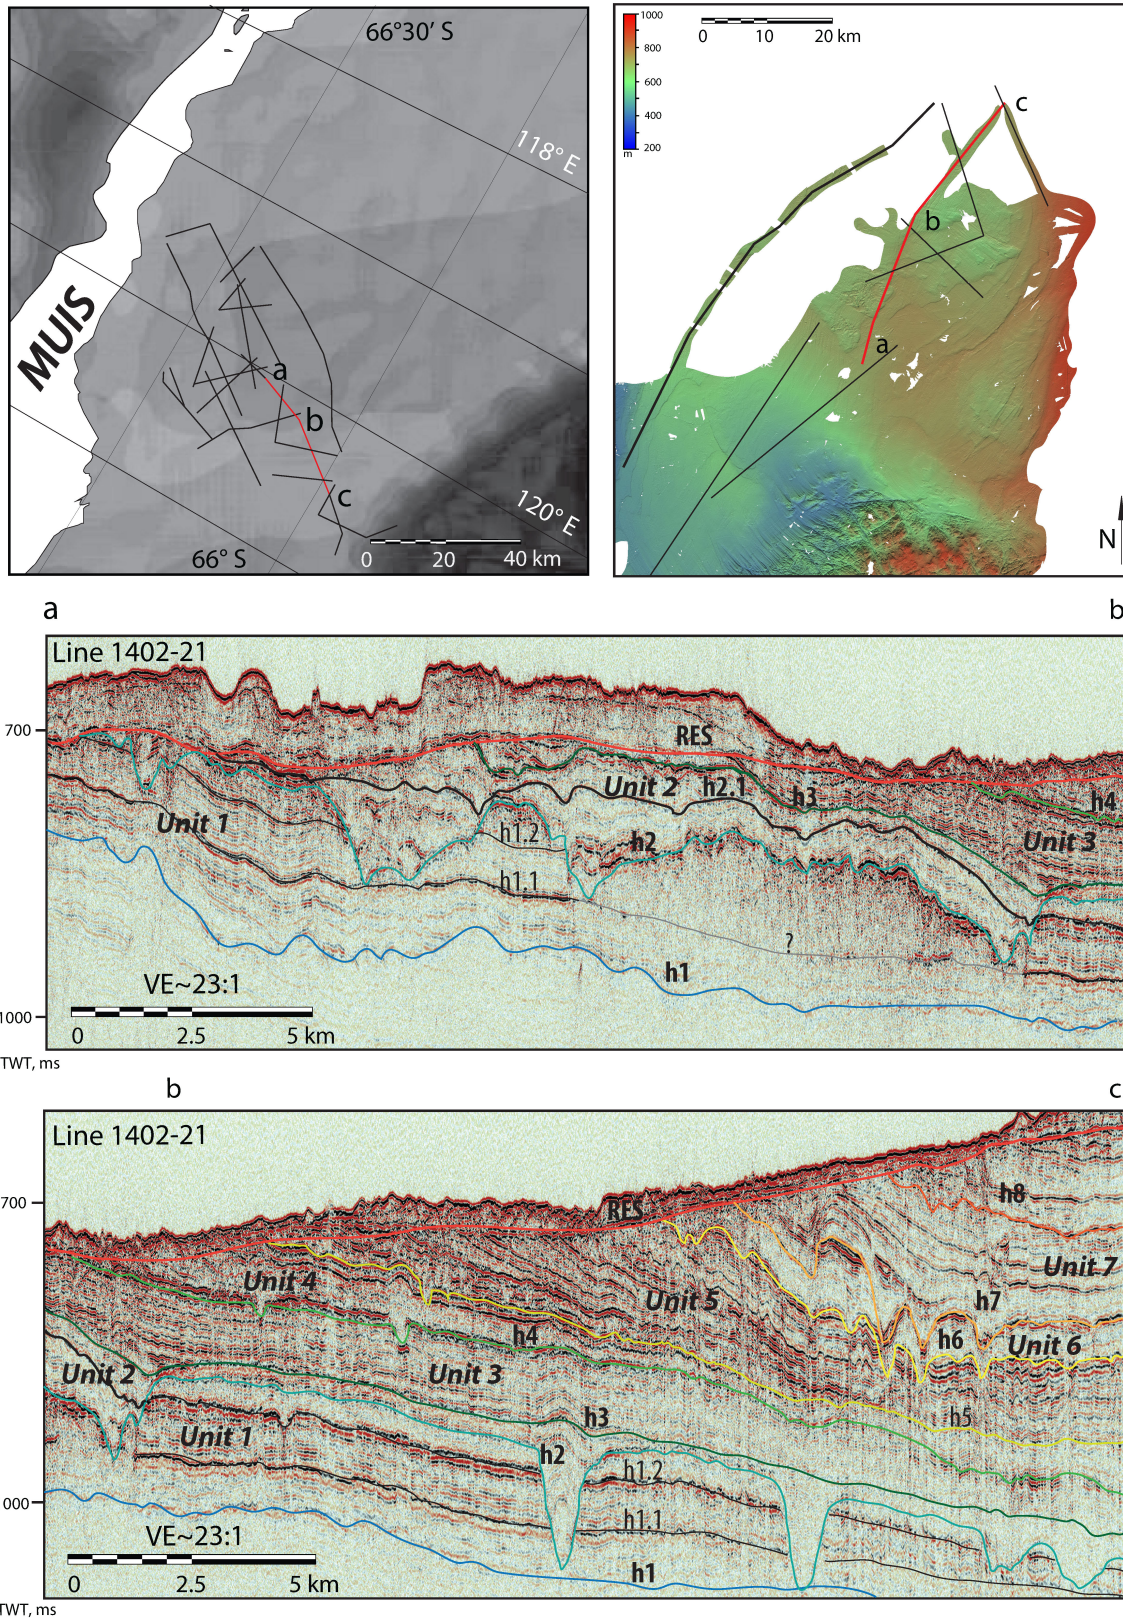 66°30’ S
118° E
MUIS
a
b
c
120° E
66° S
0 20 40 km
1000
800
600
400
200
m
0 10 20 km
c
b
a
N
a b
Line 1402-21
700
RES
Unit 2 h2.1
h3
h4
Unit 1
h1.2
h2
Unit 3
h1.1
?
h1
VE~23:1
1000
0 2.5 5 km
TWT, ms
b c
Line 1402-21
700
RES
h8
Unit 4
Unit 7
Unit 5
h7
h4
h6
Unit 6
Unit 2
Unit 3
h3
h5
Unit 1
h2
h1.2
000
h1.1
VE~23:1
h1
0 2.5 5 km
TWT, ms